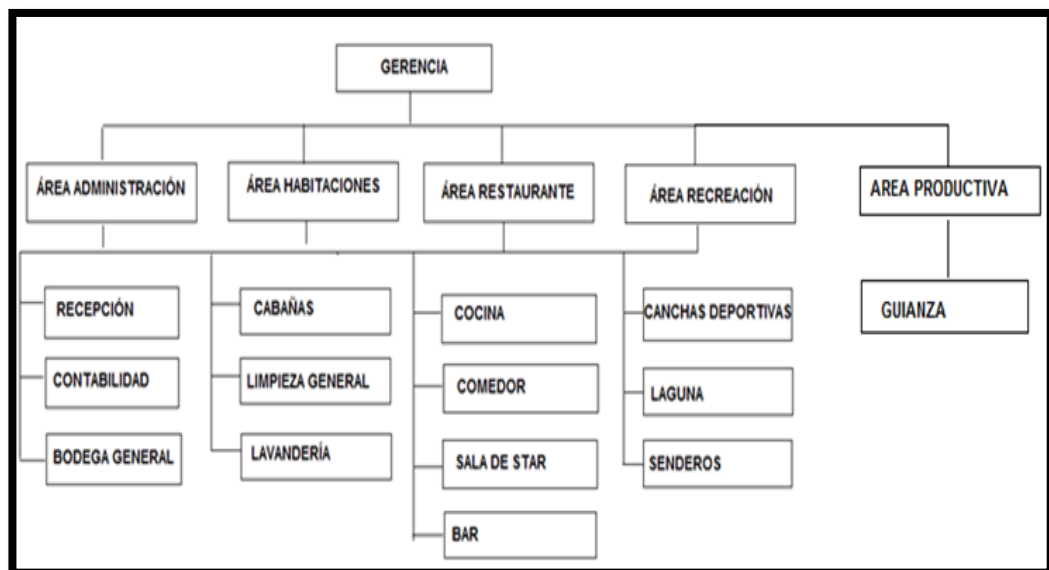 GERENCIA
ÁREA ADMINISTRACIÓN
ÁREA HABITACIONES
ÁREA RESTAURANTE
ÁREA RECREACIÓN
AREA PRODUCTIVA
RECEPCIÓN
CONTABILIDAD
BODEGA GENERAL
CABAÑAS
LIMPIEZA GENERAL
LAVANDERÍA
COCINA
COMEDOR
SALA DE STAR
BAR
CANCHAS DEPORTIVAS
LAGUNA
SENDEROS
GUIANZA